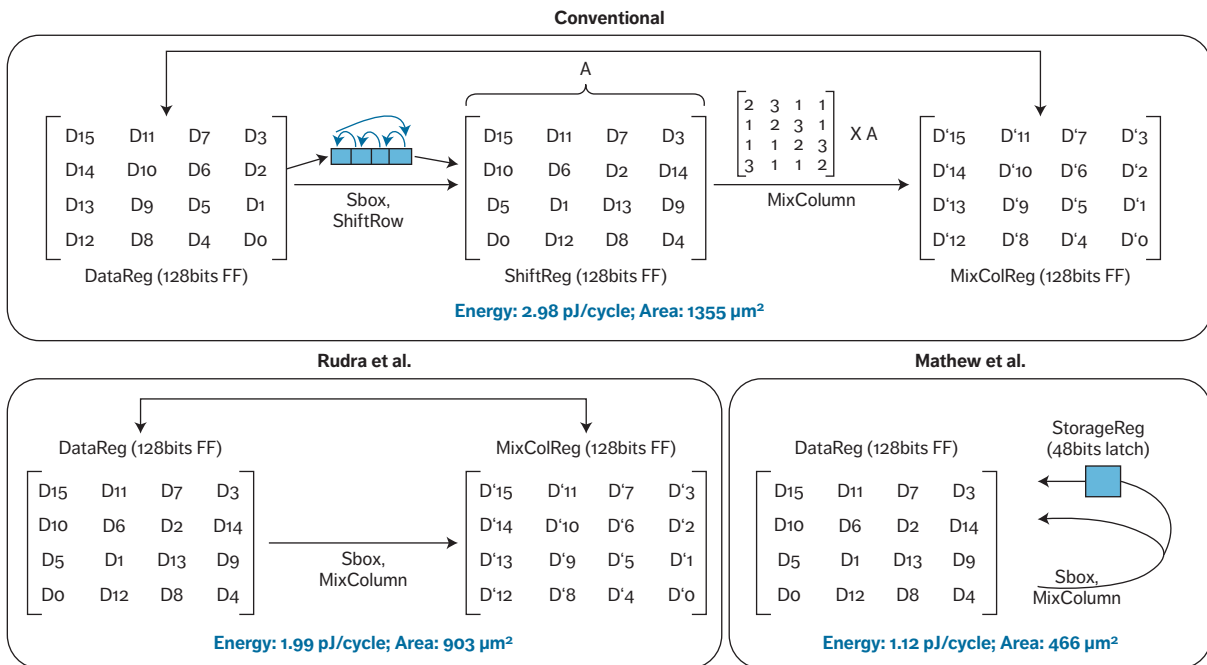 Conventional
A
D15 D11 D7 D3
D14 D10 D6 D2
D13 D9 D5 D1
D12 D8 D4 D0
DataReg (128bits FF)
Sbox,
ShiftRow
D15 D11 D7 D3
D10 D6 D2 D14
D5 D1 D13 D9
D0 D12 D8 D4
ShiftReg (128bits FF)
2 3 1 1
1 2 3 1
1 1 2 3
3 1 1 2
X A
MixColumn
D‘15 D‘11 D‘7 D‘3
D‘14 D‘10 D‘6 D‘2
D‘13 D‘9 D‘5 D‘1
D‘12 D‘8 D‘4 D‘0
MixColReg (128bits FF)
Energy: 2.98 pJ/cycle; Area: 1355 µm²
Rudra et al.
DataReg (128bits FF)
D15 D11 D7 D3
D10 D6 D2 D14
D5 D1 D13 D9
D0 D12 D8 D4
Sbox,
MixColumn
MixColReg (128bits FF)
D‘15 D‘11 D‘7 D‘3
D‘14 D‘10 D‘6 D‘2
D‘13 D‘9 D‘5 D‘1
D‘12 D‘8 D‘4 D‘0
Energy: 1.99 pJ/cycle; Area: 903 µm²
Mathew et al.
DataReg (128bits FF)
D15 D11 D7 D3
D10 D6 D2 D14
D5 D1 D13 D9
D0 D12 D8 D4
StorageReg
(48bits latch)
Sbox,
MixColumn
Energy: 1.12 pJ/cycle; Area: 466 µm²